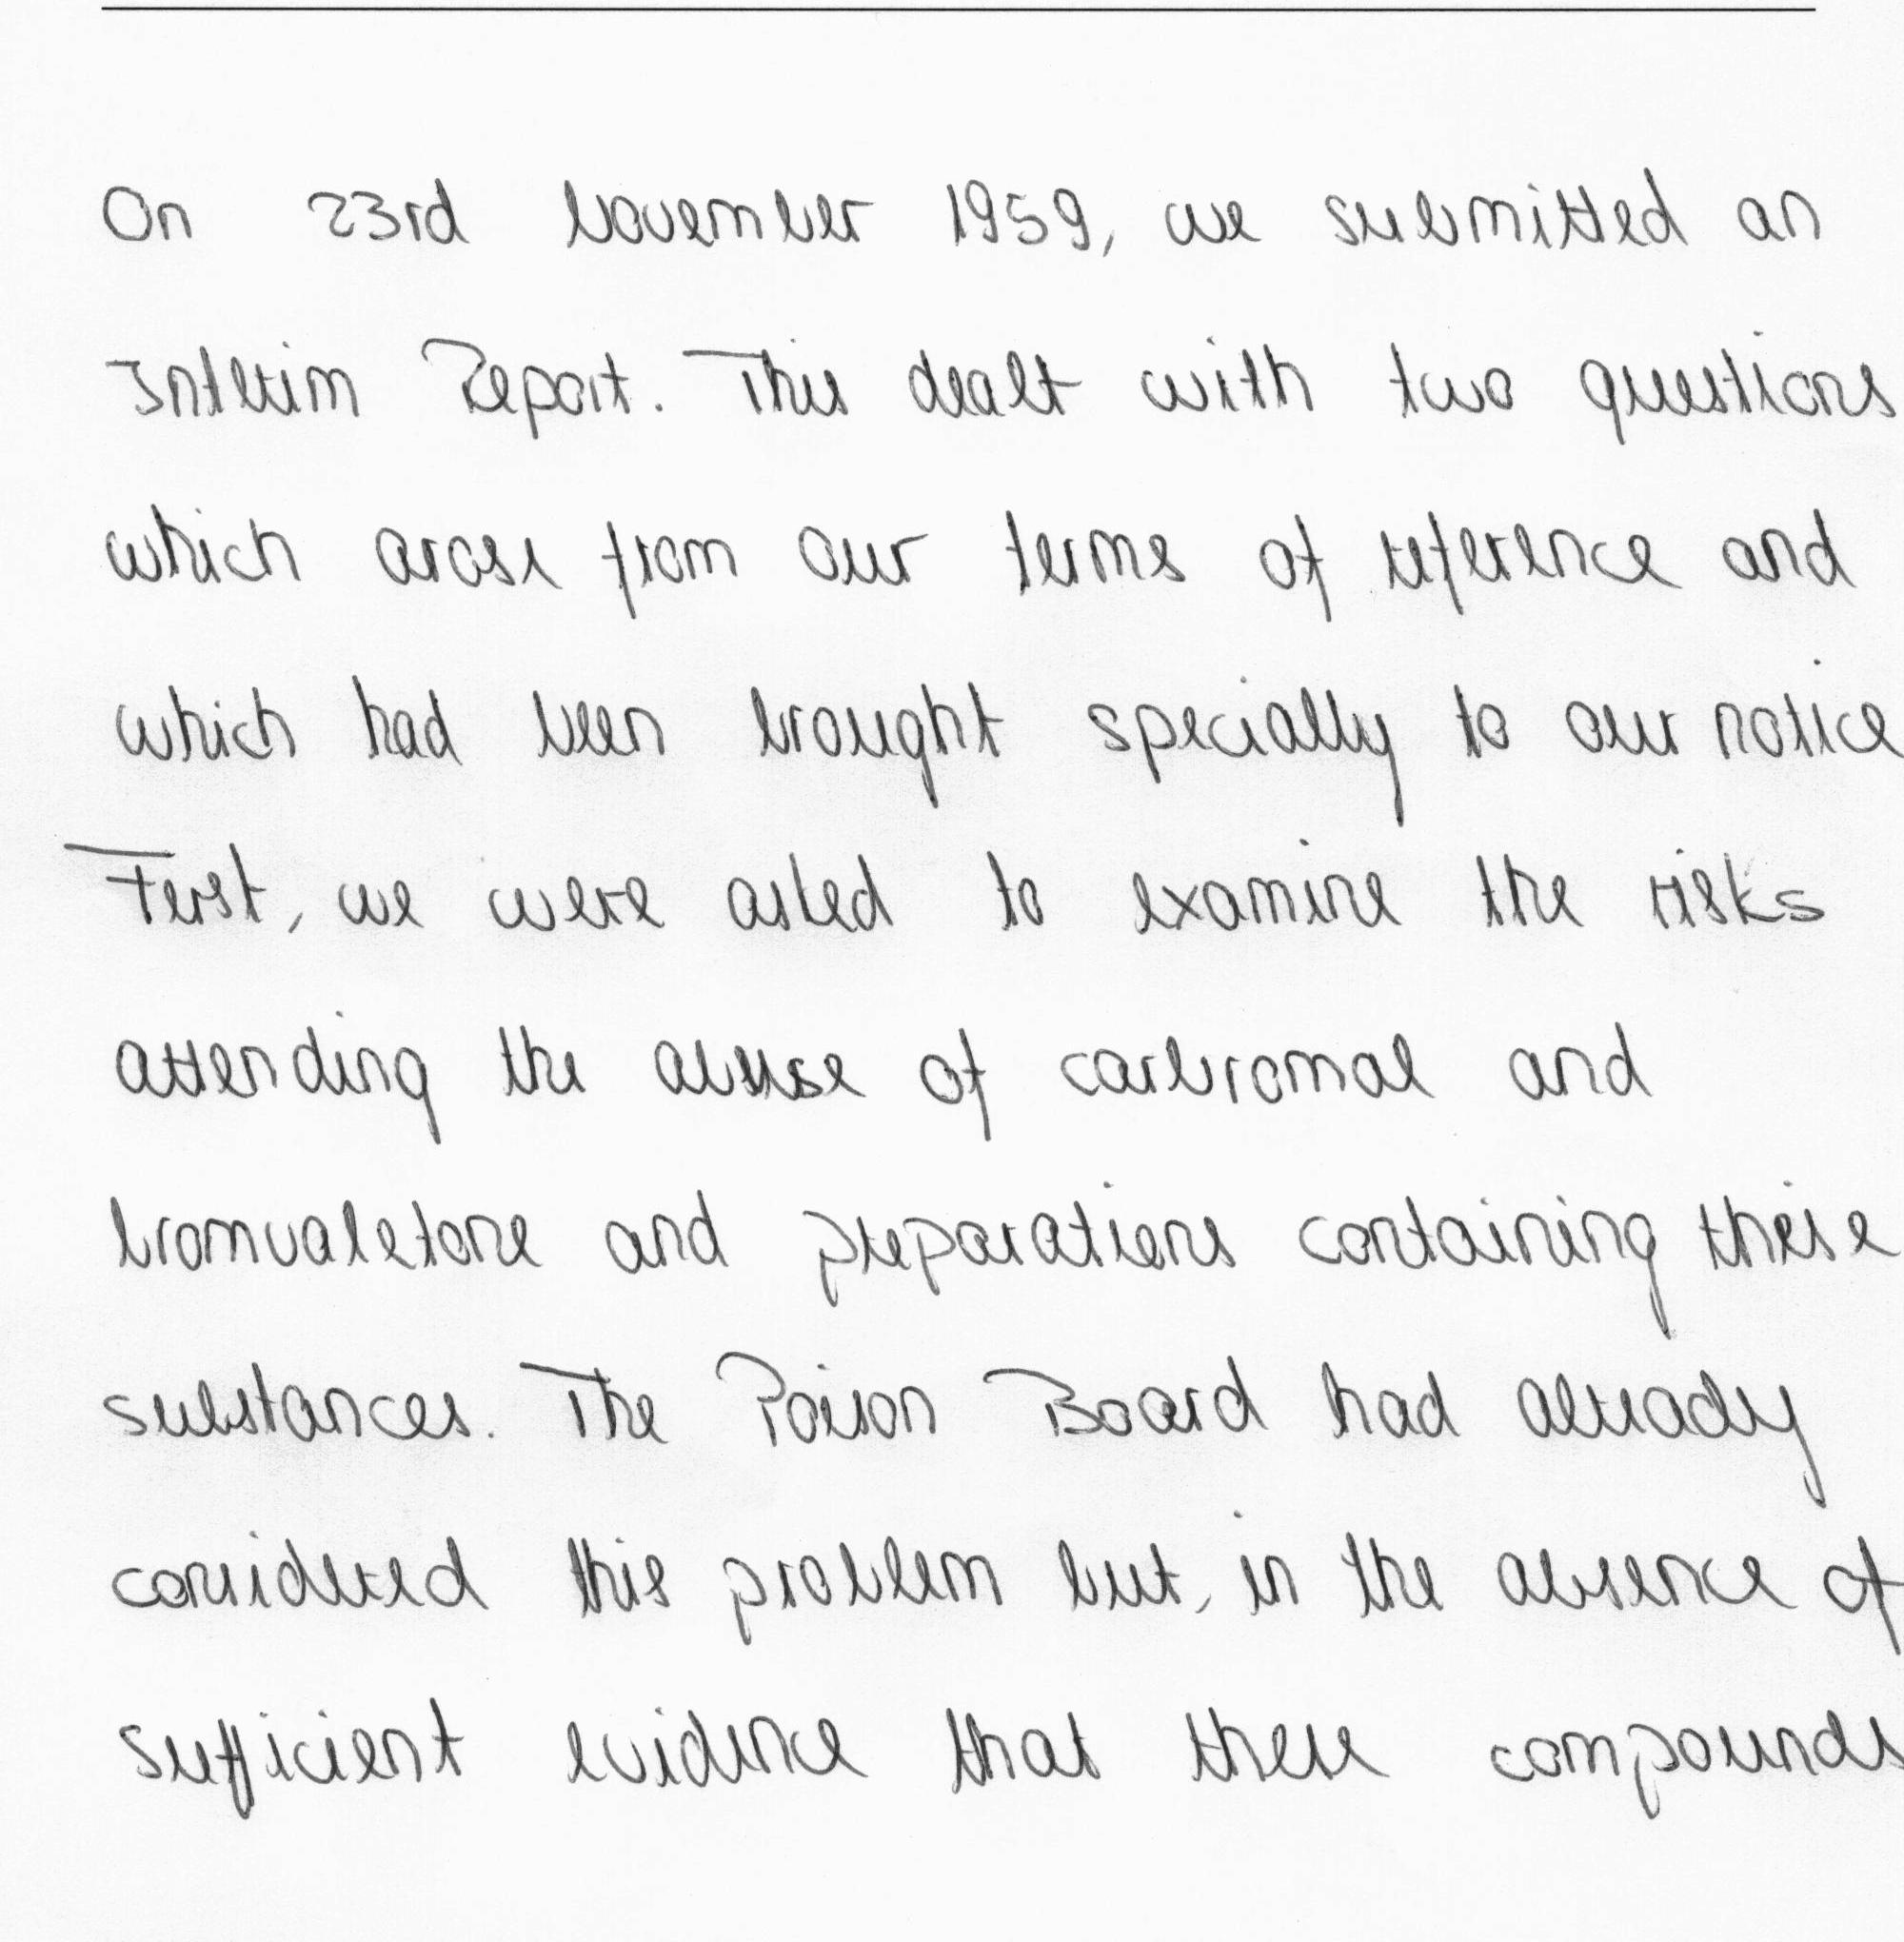 On 23rd November 1959, we submitted an
Interim Report. This dealt with two questions
which arose from our terms of reference and
which had been brought specially to our notice
First, we were asked to examine the risks
attending the abuse of carbromal and
bromvaletone and preparations containing these
substances. The Poison Board had already
considered this problem but, in the absence of
sufficient evidence that these compounds